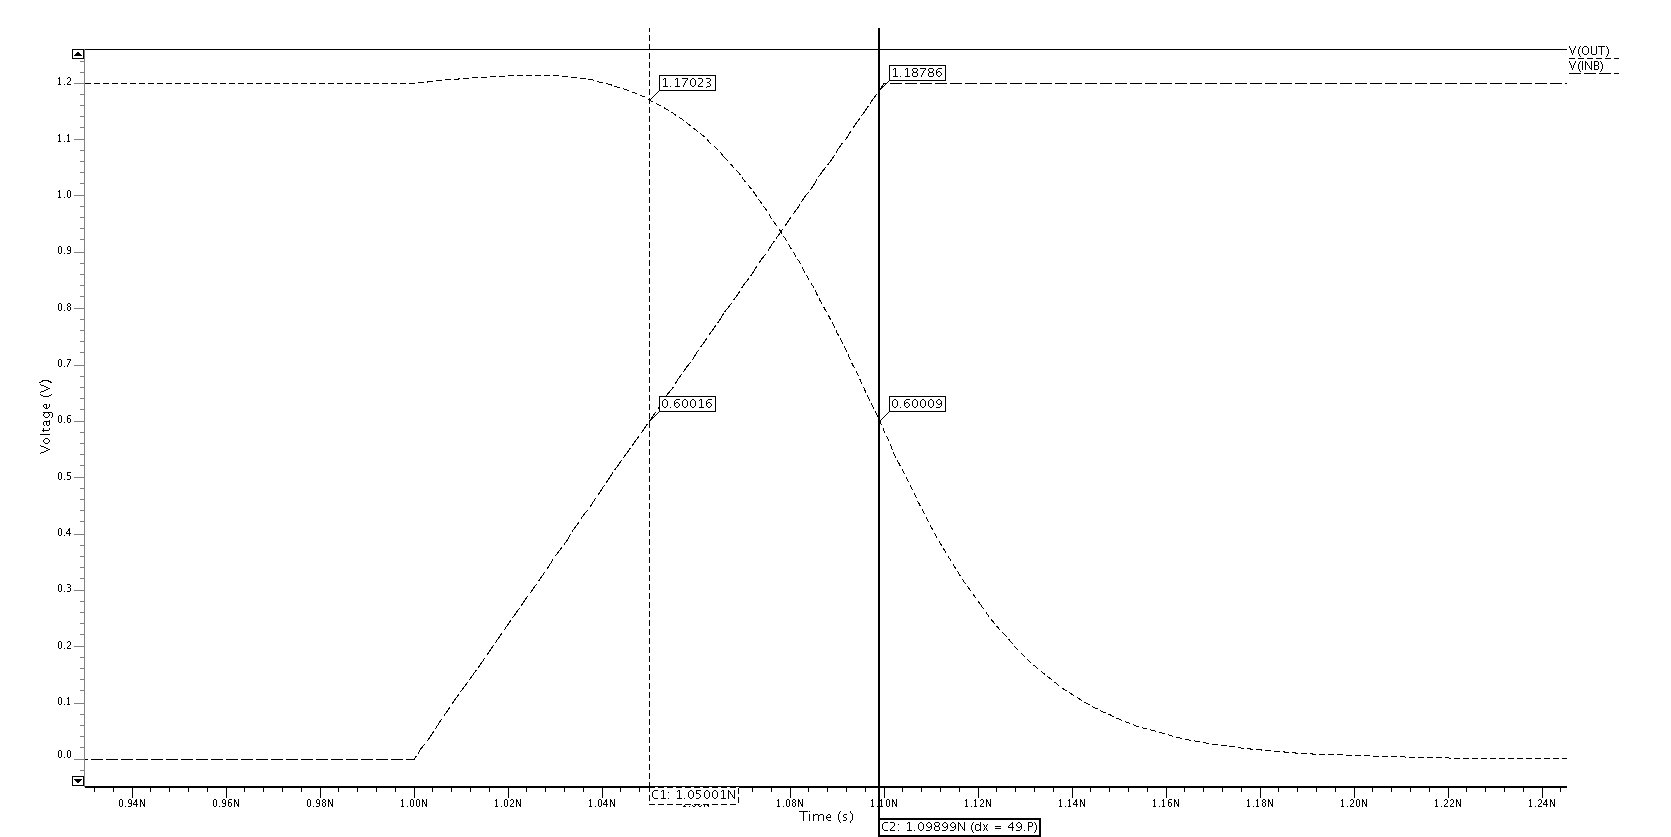 V(OUT)
V(INB)
1.18786
1.17023
1.2
1.1
1.0
0.9
0.8
0.7
0.6
0.5
0.4
0.3
0.2
0.1
0.0
Voltage (V)
0.60016
0.60009
0.94N
0.96N
0.98N
1.00N
1.02N
1.04N
C1: 1.05001N
1.08N
1.10N
1.12N
1.14N
1.16N
1.18N
1.20N
1.22N
1.24N
Time (s)
C2: 1.09899N (dx = 49.P)